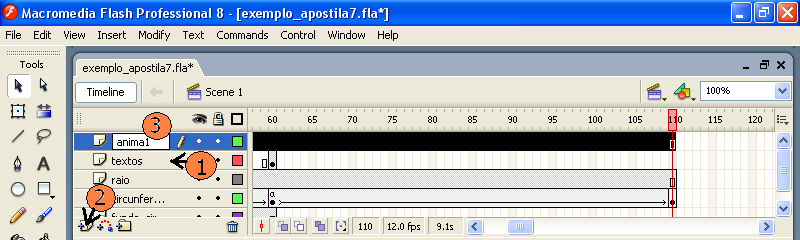 Macromedia Flash Professional 8 - [exemplo_apostila7.fla*]
File Edit View Insert Modify Text Commands Control Window Help
Tools
exemplo_apostila7.fla*
Timeline Scene 1 100%
60 65 70 75 80 85 90 95 100 105 110 115 120
3
anima1
textos
1
raio
2
circunfer...
110 12.0 fps 9.1s